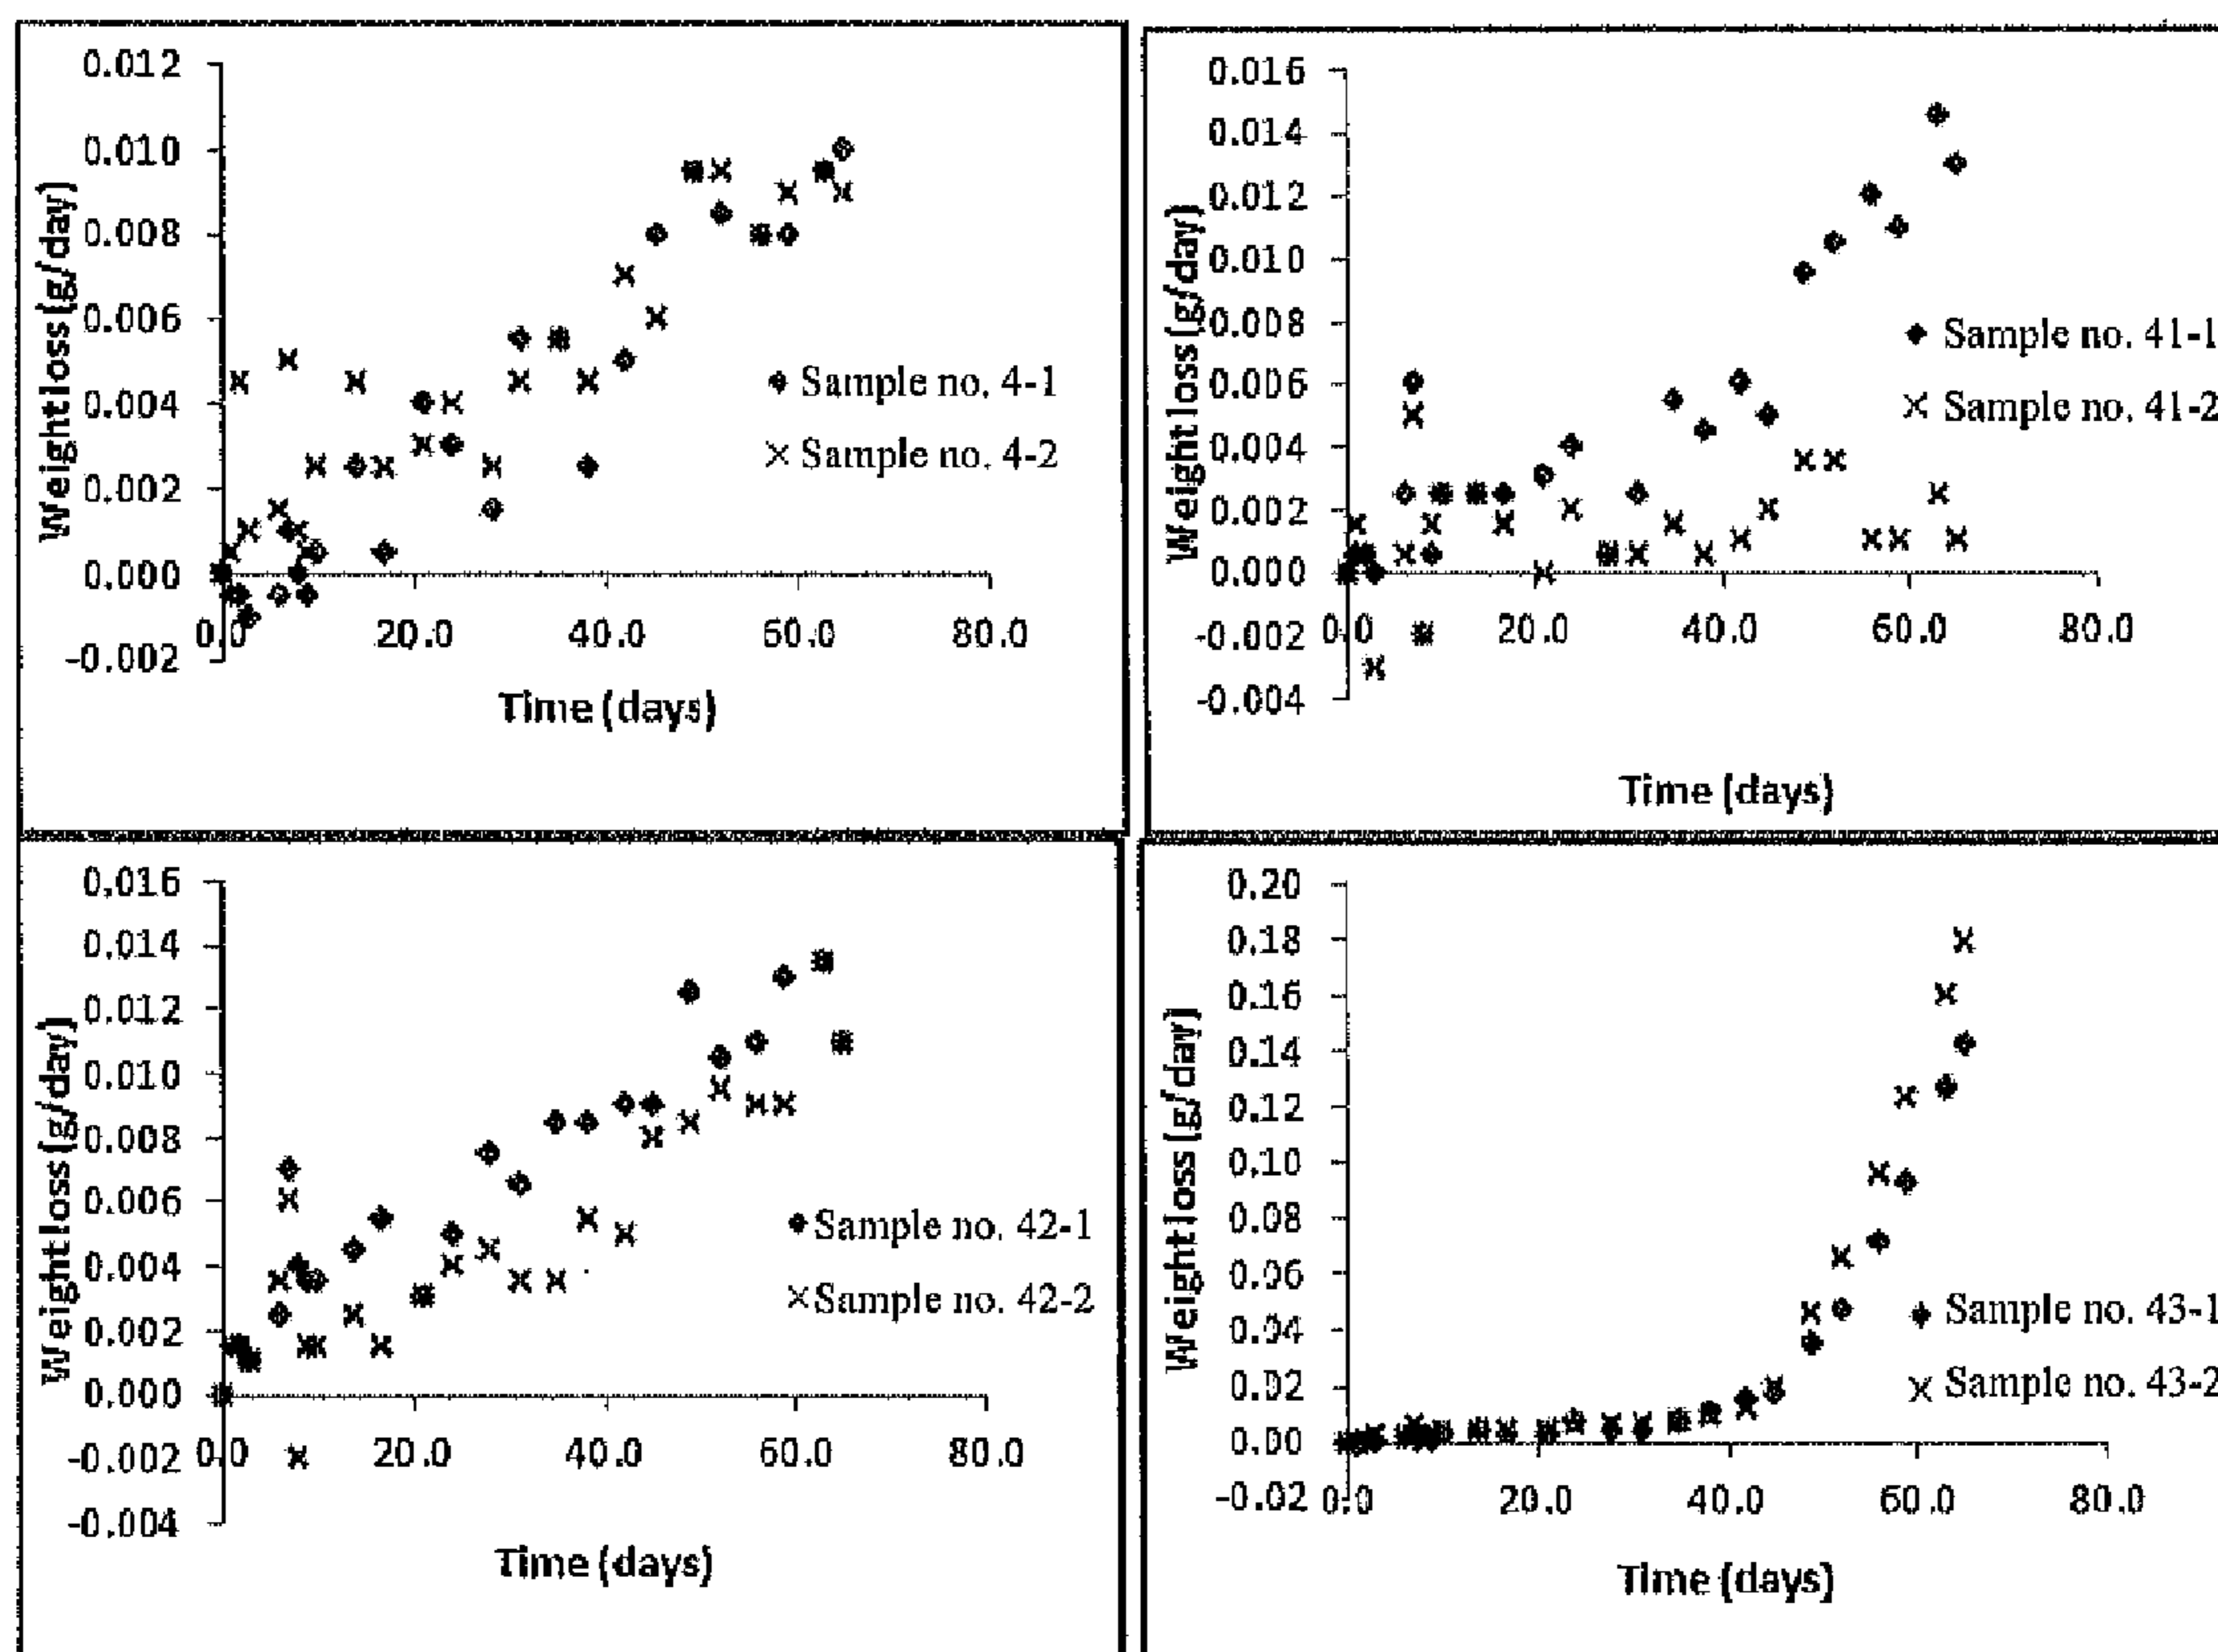 0.012
0.010
0.008
0.006
0.004
0.002
0.000
-0.002
Weightloss (g/day)
0.0 20.0 40.0 60.0 80.0
Time (days)
Sample no. 4-1
Sample no. 4-2
0.016
0.014
0.012
0.010
0.008
0.006
0.004
0.002
0.000
-0.002
-0.004
Weightloss (g/day)
0.0 20.0 40.0 60.0 80.0
Time (days)
Sample no. 41-1
Sample no. 41-2
0.016
0.014
0.012
0.010
0.008
0.006
0.004
0.002
0.000
-0.002
-0.004
Weightloss (g/day)
0.0 20.0 40.0 60.0 80.0
Time (days)
Sample no. 42-1
Sample no. 42-2
0.20
0.18
0.16
0.14
0.12
0.10
0.08
0.06
0.04
0.02
0.00
-0.02
Weightloss (g/day)
0.0 20.0 40.0 60.0 80.0
Time (days)
Sample no. 43-1
Sample no. 43-2